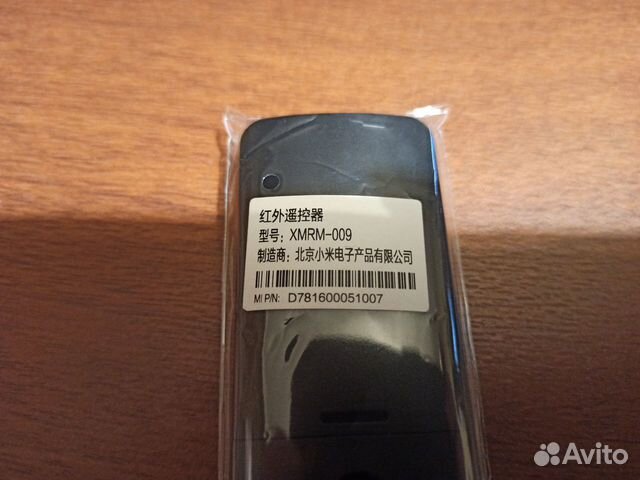 红外遥控器
型号：XMRM-009
制造商：北京小米电子产品有限公司
MI P/N: D781600051007
Avito